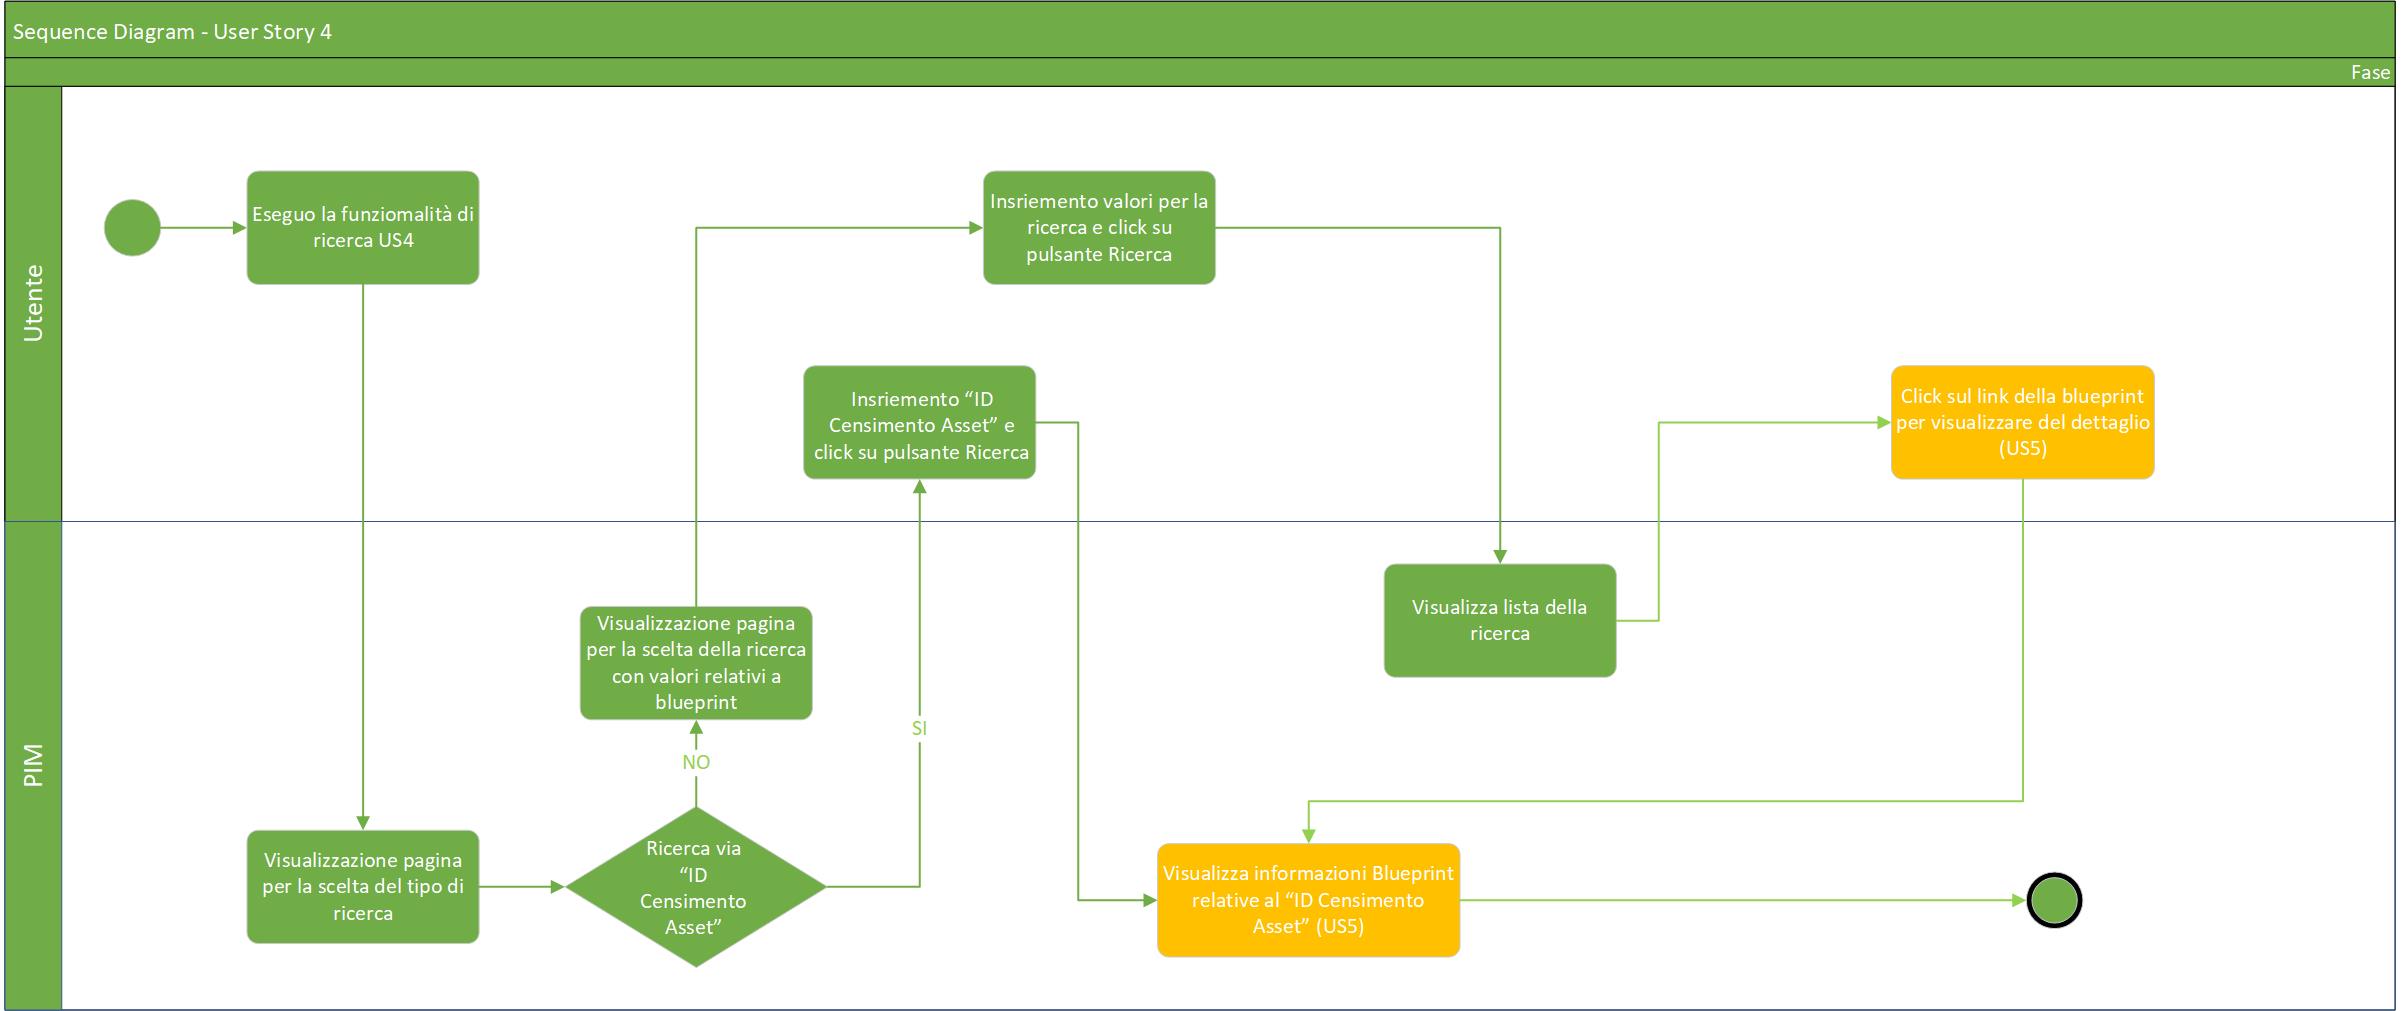 Sequence Diagram - User Story 4
Fase
Utente
Eseguo la funziomalità di
ricerca US4
Insriemento valori per la
ricerca e click su
pulsante Ricerca
Insriemento “ID
Censimento Asset” e
click su pulsante Ricerca
Click sul link della blueprint
per visualizzare del dettaglio
(US5)
PIM
Visualizza lista della
ricerca
Visualizzazione pagina
per la scelta della ricerca
con valori relativi a
blueprint
SI
NO
Visualizzazione pagina
per la scelta del tipo di
ricerca
Ricerca via
“ID
Censimento
Asset”
Visualizza informazioni Blueprint
relative al “ID Censimento
Asset” (US5)